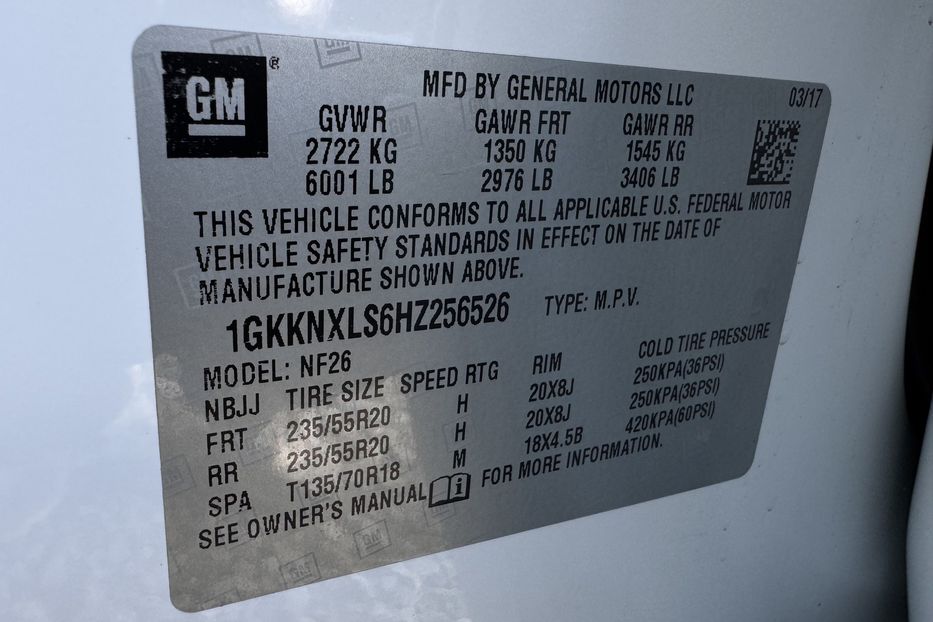 GM®
MFD BY GENERAL MOTORS LLC 03/17
GVWR GAWR FRT GAWR RR
2722 KG 1350 KG 1545 KG
6001 LB 2976 LB 3406 LB
THIS VEHICLE CONFORMS TO ALL APPLICABLE U.S. FEDERAL MOTOR
VEHICLE SAFETY STANDARDS IN EFFECT ON THE DATE OF
MANUFACTURE SHOWN ABOVE.
1GKKNXLS6HZ256526 TYPE: M.P.V.
MODEL: NF26
NBJJ TIRE SIZE SPEED RTG RIM COLD TIRE PRESSURE
FRT 235/55R20 H 20X8J 250KPA(36PSI)
RR 235/55R20 H 20X8J 250KPA(36PSI)
SPA T135/70R18 M 18X4.5B 420KPA(60PSI)
SEE OWNER'S MANUAL i FOR MORE INFORMATION.